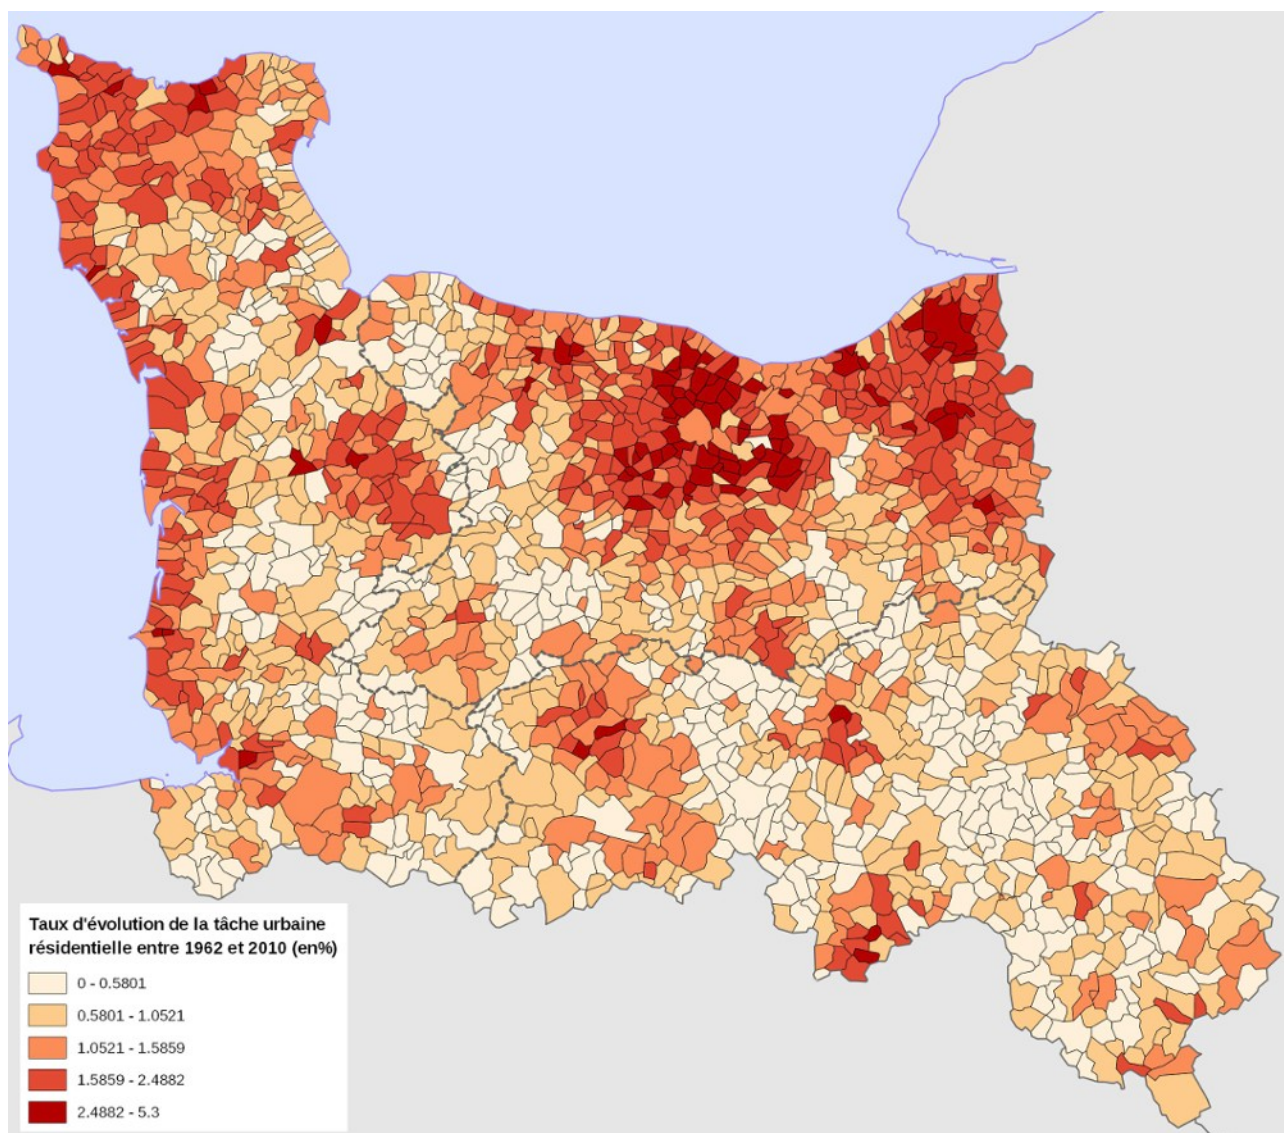 Taux d'évolution de la tâche urbaine
résidentielle entre 1962 et 2010 (en%)
0 - 0.5801
0.5801 - 1.0521
1.0521 - 1.5859
1.5859 - 2.4882
2.4882 - 5.3